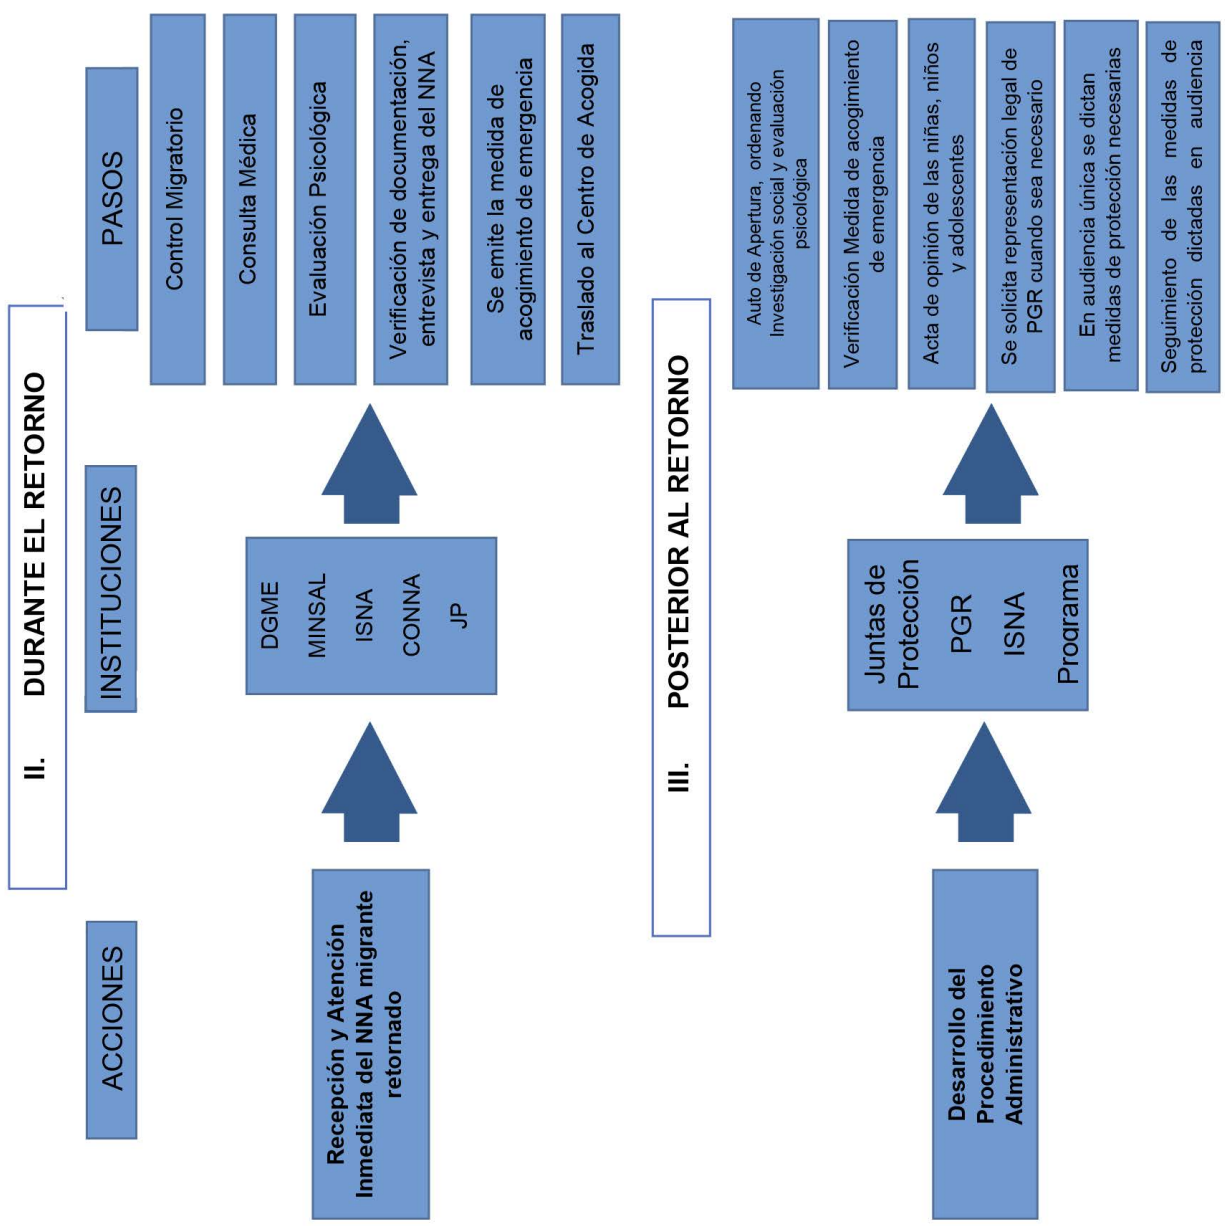 II. DURANTE EL RETORNO
ACCIONES
INSTITUCIONES
PASOS
Recepción y Atención
Inmediata del NNA migrante
retornado
DGME
MINSAL
ISNA
CONNA
JP
Control Migratorio
Consulta Médica
Evaluación Psicológica
Verificación de documentación,
entrevista y entrega del NNA
Se emite la medida de
acogimiento de emergencia
Traslado al Centro de Acogida
III. POSTERIOR AL RETORNO
Desarrollo del
Procedimiento
Administrativo
Juntas de
Protección
PGR
ISNA
Programa
Auto de Apertura, ordenando
Investigación social y evaluación
psicológica
Verificación Medida de acogimiento
de emergencia
Acta de opinión de las niñas, niños
y adolescentes
Se solicita representación legal de
PGR cuando sea necesario
En audiencia única se dictan
medidas de protección necesarias
Seguimiento de las medidas de
protección dictadas en audiencia